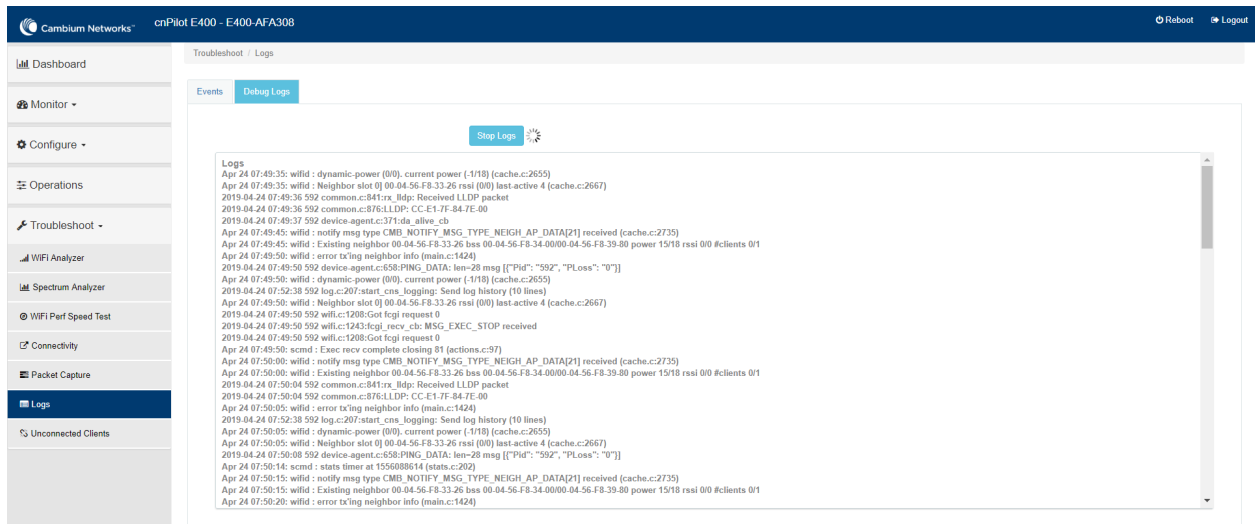 Cambium Networks™
cnPilot E400 - E400-AFA308
Reboot
Logout
Dashboard
Monitor
Configure
Operations
Troubleshoot
WiFi Analyzer
Spectrum Analyzer
WiFi Perf Speed Test
Connectivity
Packet Capture
Logs
Unconnected Clients
Troubleshoot / Logs
Events
Debug Logs
Stop Logs
Logs
Apr 24 07:49:35: wifid : dynamic-power (0/0). current power (-1/18) (cache.c:2655)
Apr 24 07:49:35: wifid : Neighbor slot 0] 00-04-56-F8-33-26 rssi (0/0) last-active 4 (cache.c:2667)
2019-04-24 07:49:36 592 common.c:841:rx_lldp: Received LLDP packet
2019-04-24 07:49:36 592 common.c:876:LLDP: CC-E1-7F-84-7E-00
2019-04-24 07:49:37 592 device-agent.c:371:da_alive_cb
Apr 24 07:49:45: wifid : notify msg type CMB_NOTIFY_MSG_TYPE_NEIGH_AP_DATA[21] received (cache.c:2735)
Apr 24 07:49:45: wifid : Existing neighbor 00-04-56-F8-33-26 bss 00-04-56-F8-34-00/00-04-56-F8-39-80 power 15/18 rssi 0/0 #clients 0/1
Apr 24 07:49:50: wifid : error tx'ing neighbor info (main.c:1424)
2019-04-24 07:49:50 592 device-agent.c:658:PING_DATA: len=28 msg [{"Pid": "592", "PLoss": "0"}]
Apr 24 07:49:50: wifid : dynamic-power (0/0). current power (-1/18) (cache.c:2655)
2019-04-24 07:52:38 592 log.c:207:start_cns_logging: Send log history (10 lines)
Apr 24 07:49:50: wifid : Neighbor slot 0] 00-04-56-F8-33-26 rssi (0/0) last-active 4 (cache.c:2667)
2019-04-24 07:49:50 592 wifi.c:1208:Got fcgi request 0
2019-04-24 07:49:50 592 wifi.c:1243:fcgi_recv_cb: MSG_EXEC_STOP received
2019-04-24 07:49:50 592 wifi.c:1208:Got fcgi request 0
Apr 24 07:49:50: scmd : Exec recv complete closing 81 (actions.c:97)
Apr 24 07:50:00: wifid : notify msg type CMB_NOTIFY_MSG_TYPE_NEIGH_AP_DATA[21] received (cache.c:2735)
Apr 24 07:50:00: wifid : Existing neighbor 00-04-56-F8-33-26 bss 00-04-56-F8-34-00/00-04-56-F8-39-80 power 15/18 rssi 0/0 #clients 0/1
2019-04-24 07:50:04 592 common.c:841:rx_lldp: Received LLDP packet
2019-04-24 07:50:04 592 common.c:876:LLDP: CC-E1-7F-84-7E-00
Apr 24 07:50:05: wifid : error tx'ing neighbor info (main.c:1424)
2019-04-24 07:52:38 592 log.c:207:start_cns_logging: Send log history (10 lines)
Apr 24 07:50:05: wifid : dynamic-power (0/0). current power (-1/18) (cache.c:2655)
Apr 24 07:50:05: wifid : Neighbor slot 0] 00-04-56-F8-33-26 rssi (0/0) last-active 4 (cache.c:2667)
2019-04-24 07:50:08 592 device-agent.c:658:PING_DATA: len=28 msg [{"Pid": "592", "PLoss": "0"}]
Apr 24 07:50:14: scmd : stats timer at 1556088614 (stats.c:202)
Apr 24 07:50:15: wifid : notify msg type CMB_NOTIFY_MSG_TYPE_NEIGH_AP_DATA[21] received (cache.c:2735)
Apr 24 07:50:15: wifid : Existing neighbor 00-04-56-F8-33-26 bss 00-04-56-F8-34-00/00-04-56-F8-39-80 power 15/18 rssi 0/0 #clients 0/1
Apr 24 07:50:20: wifid : error tx'ing neighbor info (main.c:1424)